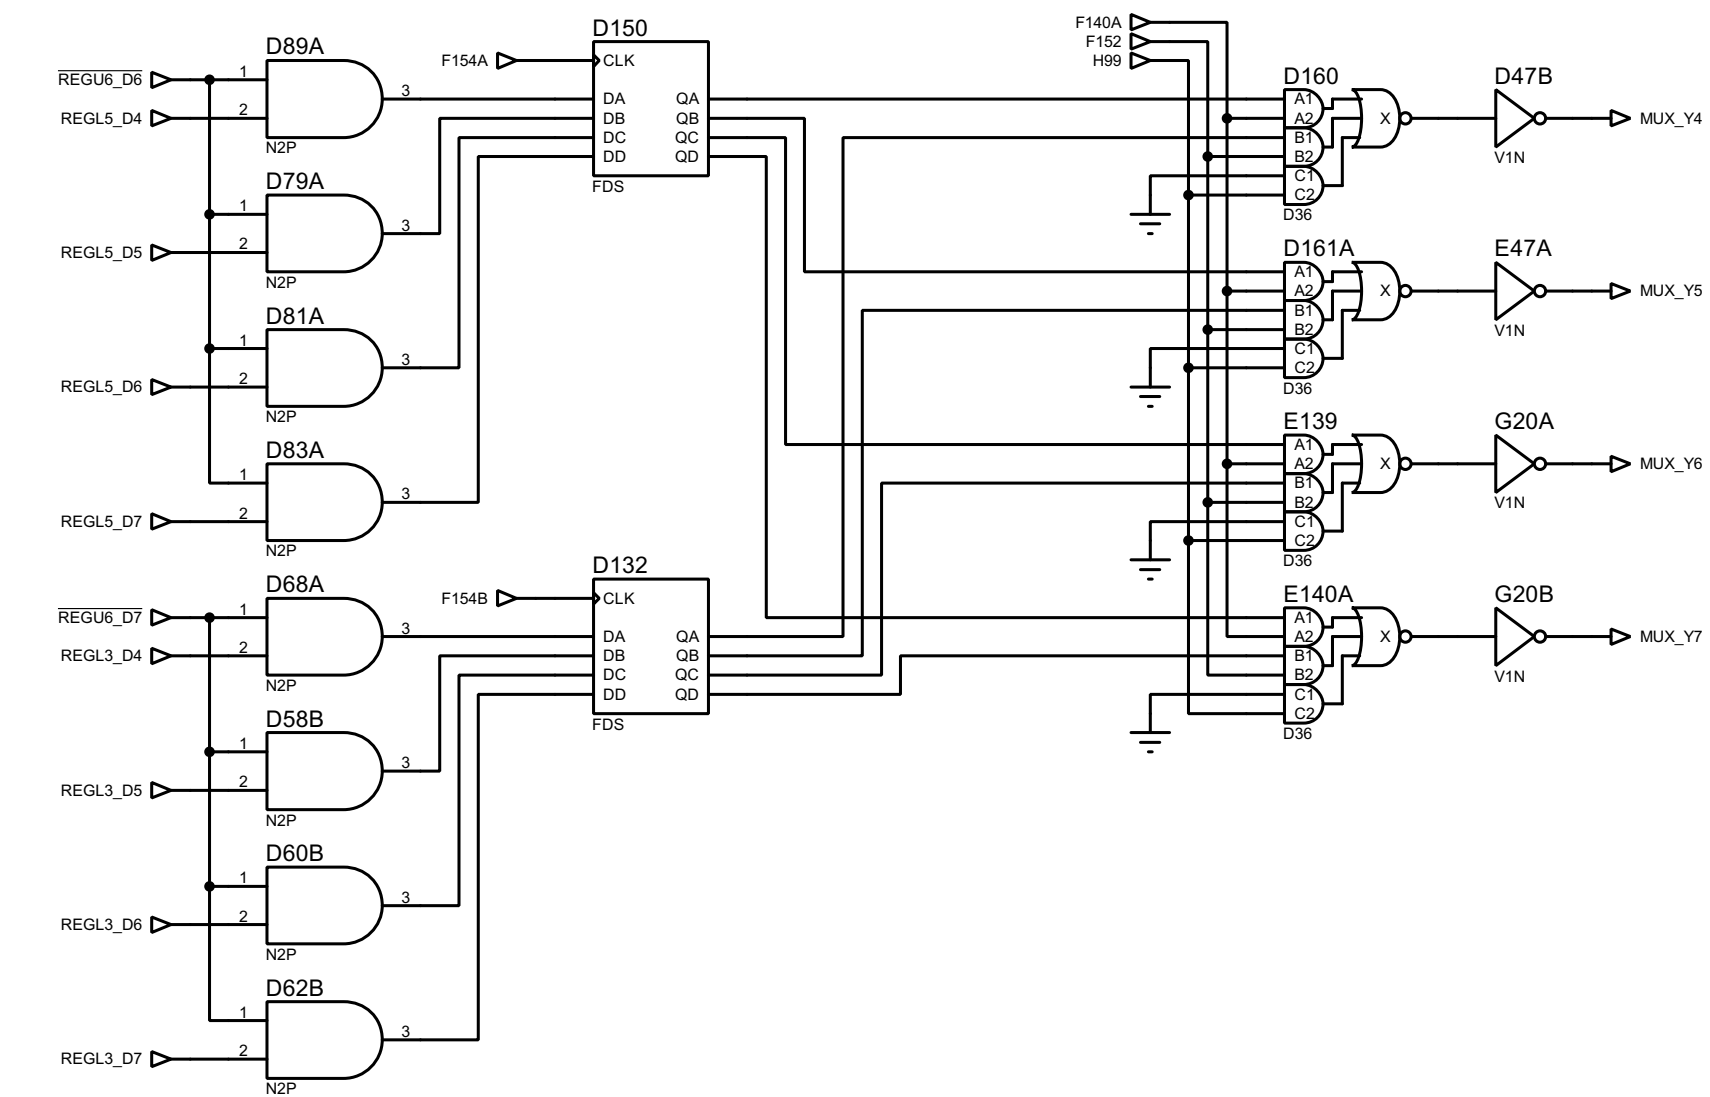 D89A
REGU6_D6
1
3
REGL5_D4
2
N2P
D79A
1
3
REGL5_D5
2
N2P
D81A
1
3
REGL5_D6
2
N2P
D83A
1
3
REGL5_D7
2
N2P
D68A
REGU6_D7
1
3
REGL3_D4
2
N2P
D58B
1
3
REGL3_D5
2
N2P
D60B
1
3
REGL3_D6
2
N2P
D62B
1
3
REGL3_D7
2
N2P
D150
F154A
CLK
DA QA
DB QB
DC QC
DD QD
FDS
D132
F154B
CLK
DA QA
DB QB
DC QC
DD QD
FDS
F140A
F152
H99
D160
A1
A2
B1
B2
C1
C2
X
D36
D47B
V1N
MUX_Y4
D161A
A1
A2
B1
B2
C1
C2
X
D36
E47A
V1N
MUX_Y5
E139
A1
A2
B1
B2
C1
C2
X
D36
G20A
V1N
MUX_Y6
E140A
A1
A2
B1
B2
C1
C2
X
D36
G20B
V1N
MUX_Y7